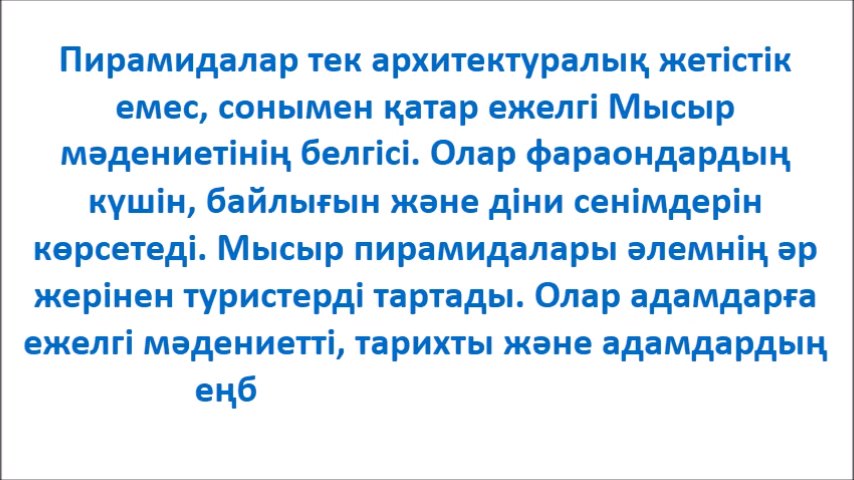 Пирамидалар тек архитектуралық жетістік
емес, сонымен қатар ежелгі Мысыр
мәдениетінің белгісі. Олар фараондардың
күшін, байлығын және діни сенімдерін
көрсетеді. Мысыр пирамидалары әлемнің әр
жерінен туристерді тартады. Олар адамдарға
ежелгі мәдениетті, тарихты және адамдардың
еңб